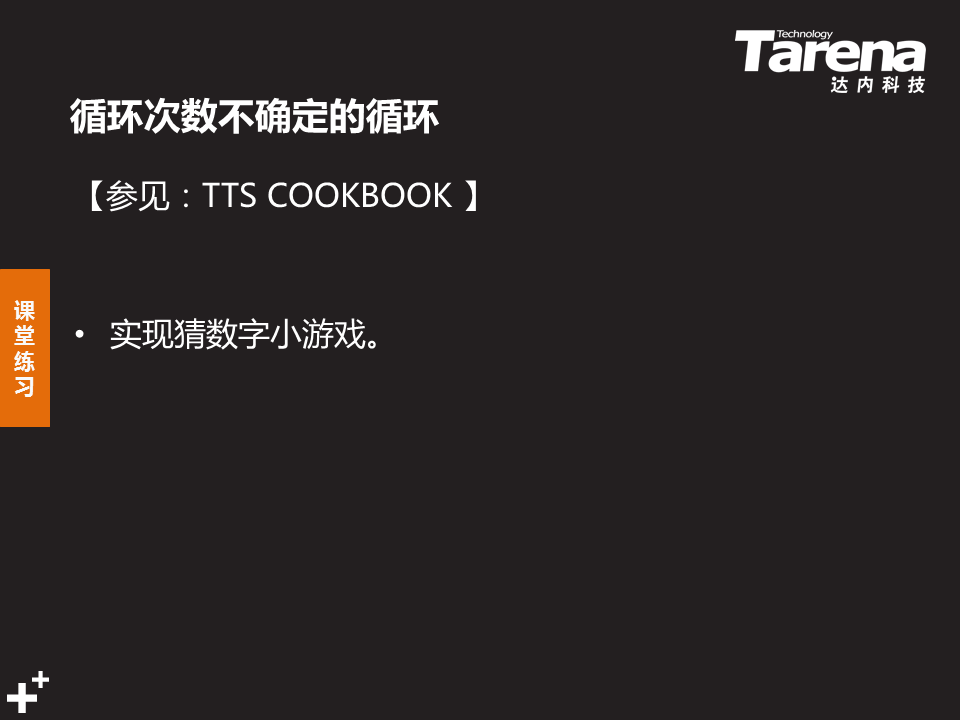 Technology
Tarena
达内科技
循环次数不确定的循环
【参见：TTS COOKBOOK 】
课堂练习
• 实现猜数字小游戏。